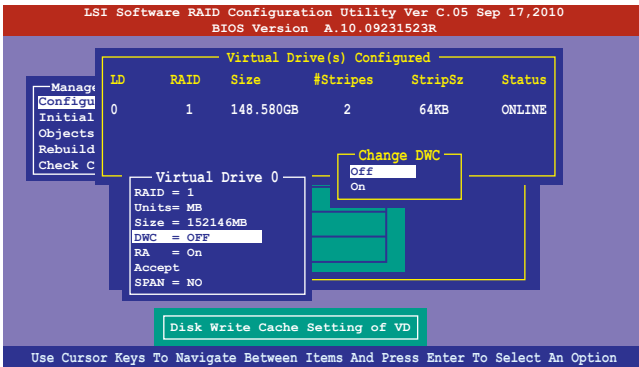 LSI Software RAID Configuration Utility Ver C.05 Sep 17,2010
BIOS Version A.10.09231523R
Virtual Drive(s) Configured
LD RAID Size #Stripes StripSz Status
0 1 148.580GB 2 64KB ONLINE
Manage
Configu
Initial
Objects
Rebuild
Check C
Change DWC
Off
On
Virtual Drive 0
RAID = 1
Units= MB
Size = 152146MB
DWC = OFF
RA = On
Accept
SPAN = NO
Disk Write Cache Setting of VD
Use Cursor Keys To Navigate Between Items And Press Enter To Select An Option